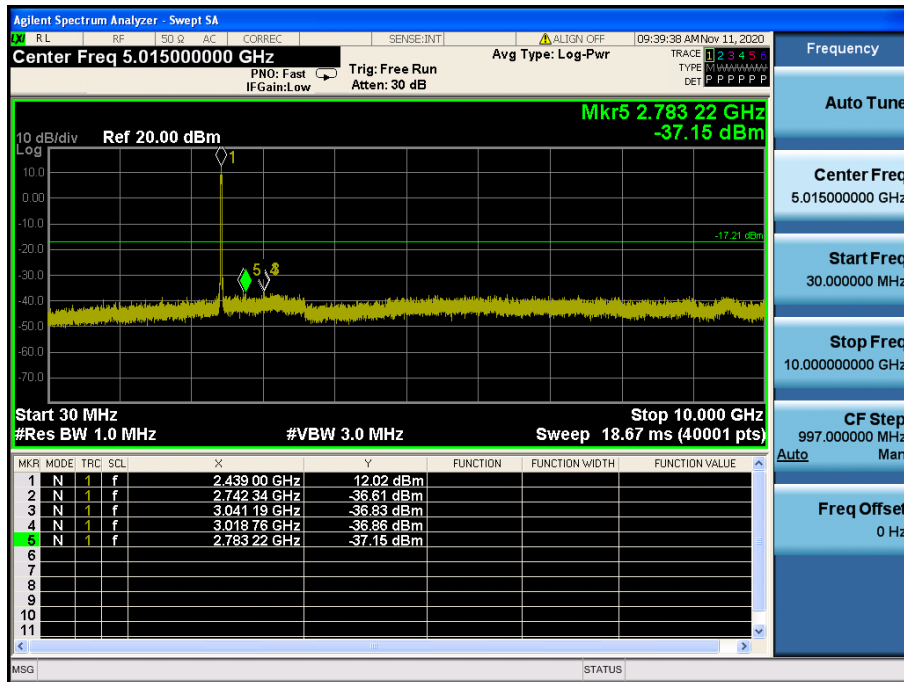 Agilent Spectrum Analyzer - Swept SA
LXI RL RF 50 Ω AC CORREC SENSE:INT ALIGN OFF 09:39:38 AM Nov 11, 2020
Center Freq 5.015000000 GHz
PNO: Fast
IFGain:Low
Trig: Free Run
Atten: 30 dB
Avg Type: Log-Pwr
TRACE 1 2 3 4 5 6
TYPE M WWWWW
DET P P P P P P
Mkr5 2.783 22 GHz
-37.15 dBm
10 dB/div Ref 20.00 dBm
Log
10.0
0.00
-10.0
-20.0
-30.0
-40.0
-50.0
-60.0
-70.0
1
-17.21 dBm
5
Start 30 MHz
Stop 10.000 GHz
#Res BW 1.0 MHz
#VBW 3.0 MHz
Sweep 18.67 ms (40001 pts)
MKR MODE TRC SCL X Y FUNCTION FUNCTION WIDTH FUNCTION VALUE
1 N 1 f 2.439 00 GHz 12.02 dBm
2 N 1 f 2.742 34 GHz -36.61 dBm
3 N 1 f 3.041 19 GHz -36.83 dBm
4 N 1 f 3.018 76 GHz -36.86 dBm
5 N 1 f 2.783 22 GHz -37.15 dBm
6
7
8
9
10
11
MSG
STATUS
Frequency
Auto Tune
Center Freq
5.015000000 GHz
Start Freq
30.000000 MHz
Stop Freq
10.000000000 GHz
CF Step
997.000000 MHz
Auto Man
Freq Offset
0 Hz